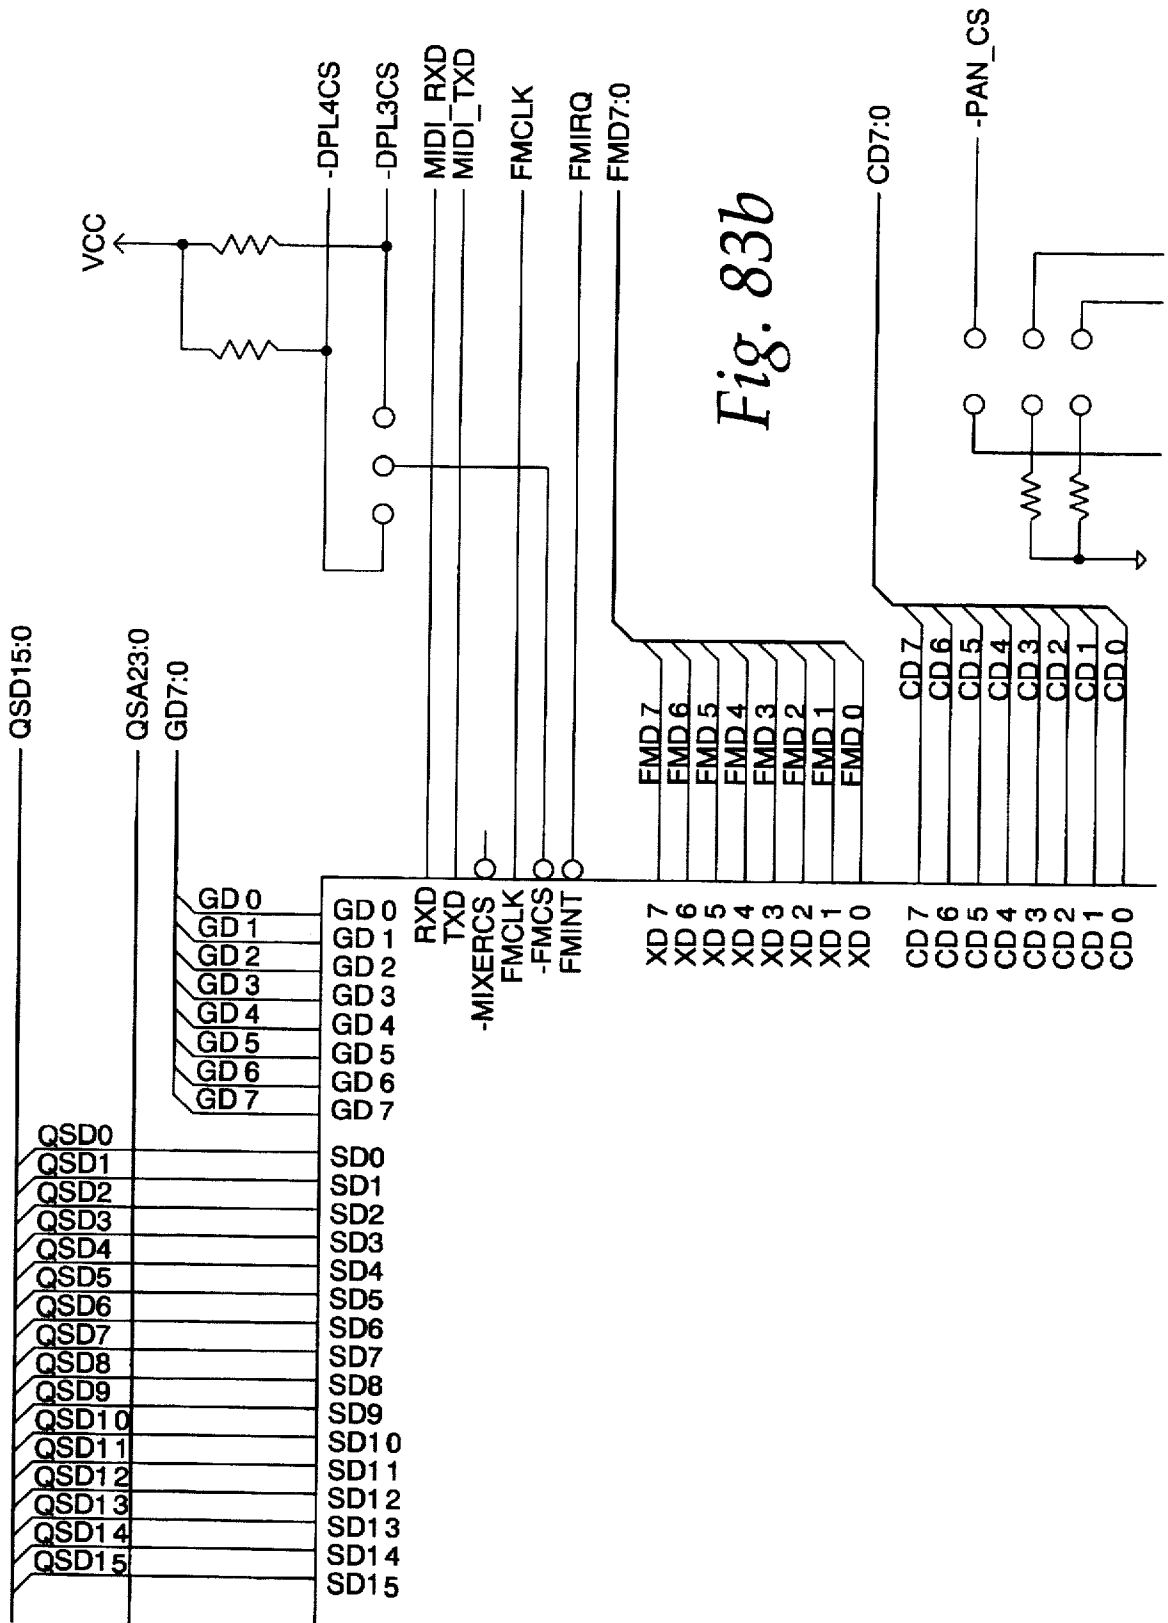 QSD15:0
QSA23:0
GD7:0
VCC
-DPL4CS
-DPL3CS
MIDI_RXD
MIDI_TXD
FMCLK
FMIRQ
FMD7:0
CD7:0
-PAN_CS
Fig. 83b
QSD0
QSD1
QSD2
QSD3
QSD4
QSD5
QSD6
QSD7
QSD8
QSD9
QSD10
QSD11
QSD12
QSD13
QSD14
QSD15
SD0
SD1
SD2
SD3
SD4
SD5
SD6
SD7
SD8
SD9
SD10
SD11
SD12
SD13
SD14
SD15
GD 0
GD 1
GD 2
GD 3
GD 4
GD 5
GD 6
GD 7
GD 0
GD 1
GD 2
GD 3
GD 4
GD 5
GD 6
GD 7
RXD
TXD
-MIXERCS
FMCLK
-FMCS
FMINT
FMD 7
FMD 6
FMD 5
FMD 4
FMD 3
FMD 2
FMD 1
FMD 0
XD 7
XD 6
XD 5
XD 4
XD 3
XD 2
XD 1
XD 0
CD 7
CD 6
CD 5
CD 4
CD 3
CD 2
CD 1
CD 0
CD 7
CD 6
CD 5
CD 4
CD 3
CD 2
CD 1
CD 0